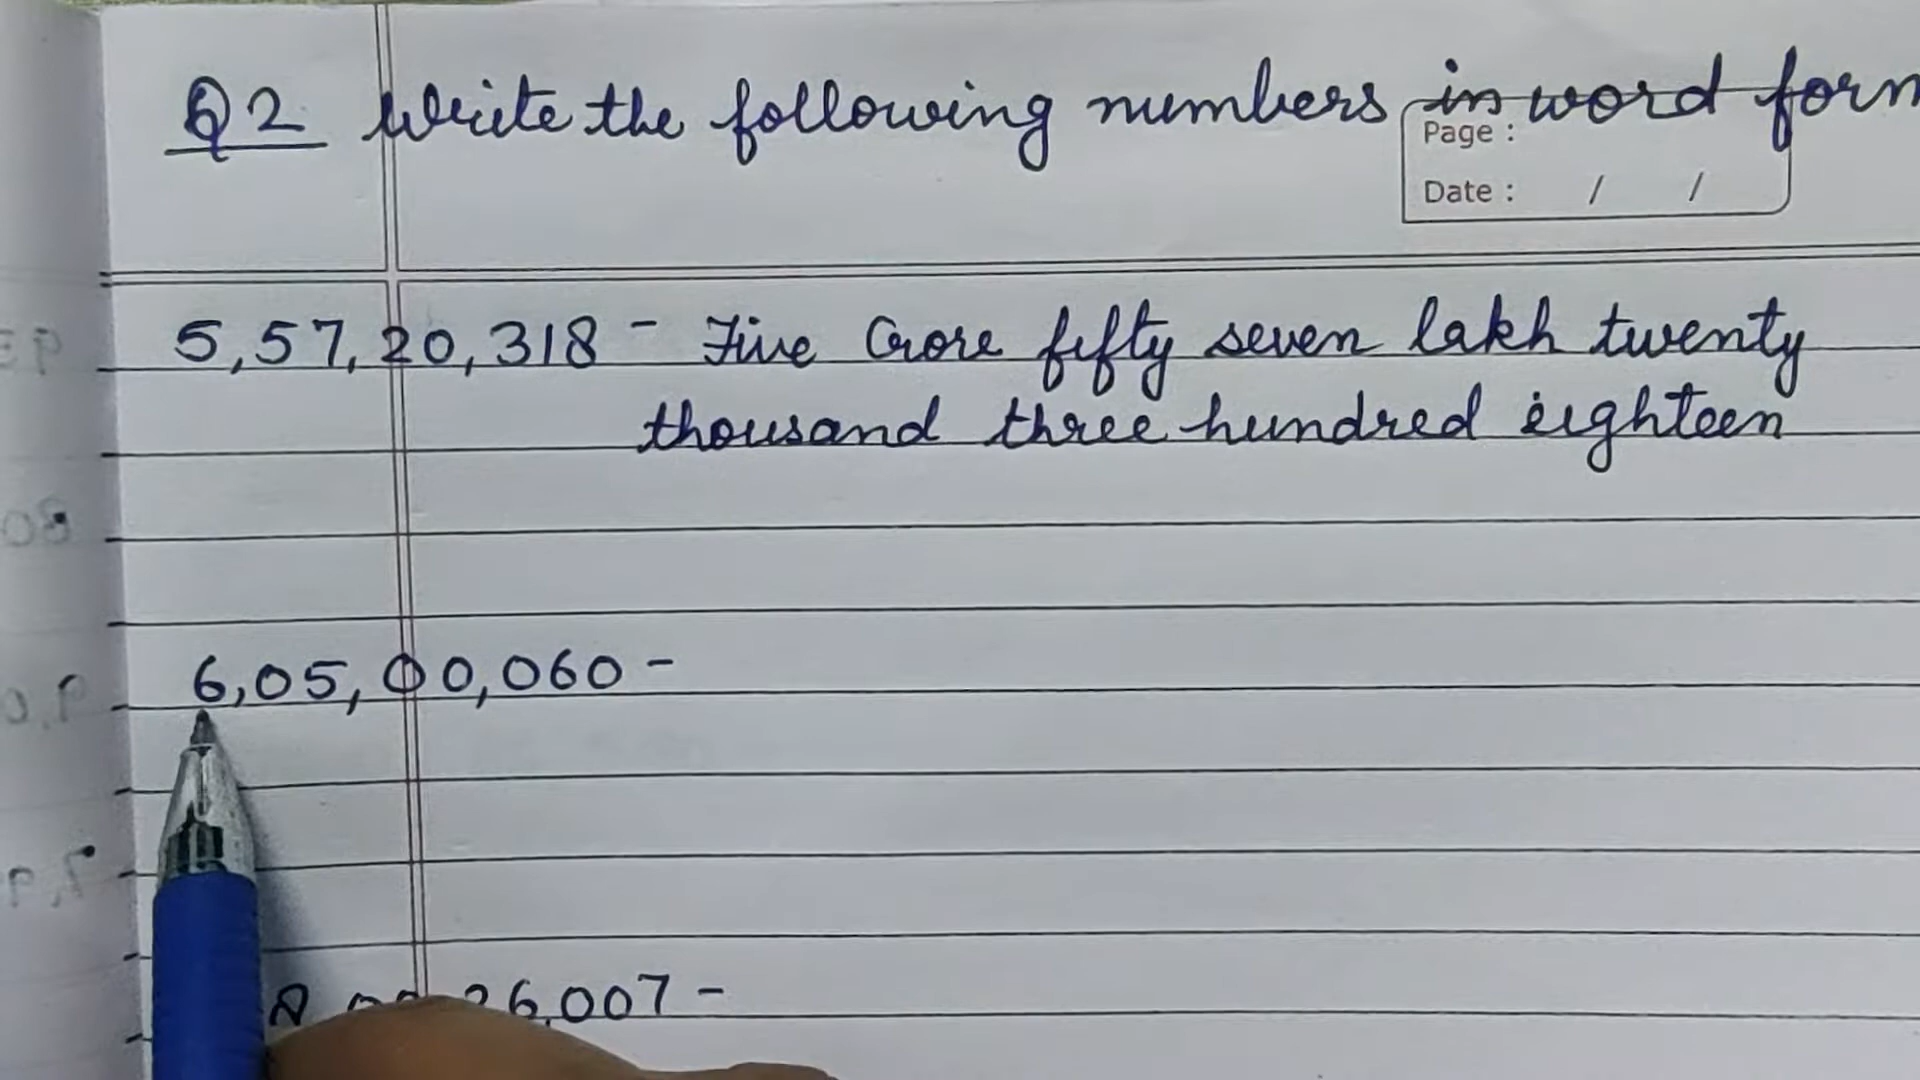 Q2 Write the following numbers in word form
Page :
Date : / /
5,57,20,318 - Five Crore fifty seven lakh twenty
thousand three hundred eighteen
6,05,00,060 -
6,007 -